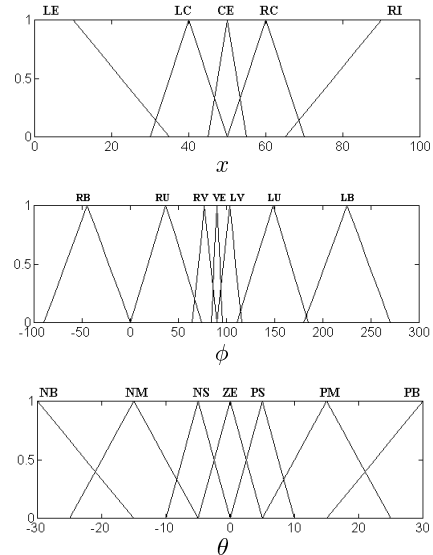 LE LC CE RC RI
1
0.5
0
0 20 40 60 80 100
x
RB RU RV VE LV LU LB
1
0.5
0
-100 -50 0 50 100 150 200 250 300
ϕ
NB NM NS ZE PS PM PB
1
0.5
0
-30 -20 -10 0 10 20 30
θ